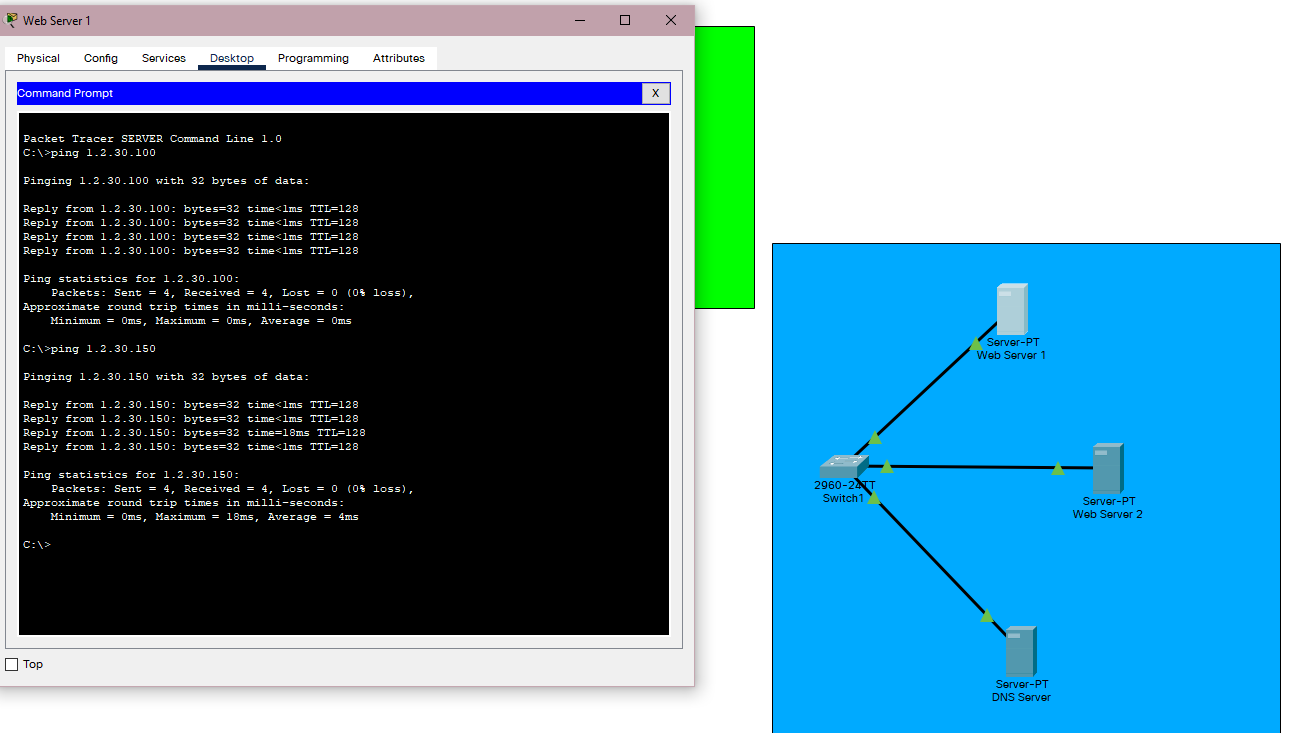 Web Server 1
Physical Config Services Desktop Programming Attributes
Command Prompt
X
Packet Tracer SERVER Command Line 1.0
C:\>ping 1.2.30.100
Pinging 1.2.30.100 with 32 bytes of data:
Reply from 1.2.30.100: bytes=32 time<1ms TTL=128
Reply from 1.2.30.100: bytes=32 time<1ms TTL=128
Reply from 1.2.30.100: bytes=32 time<1ms TTL=128
Reply from 1.2.30.100: bytes=32 time<1ms TTL=128
Ping statistics for 1.2.30.100:
Packets: Sent = 4, Received = 4, Lost = 0 (0% loss),
Approximate round trip times in milli-seconds:
Minimum = 0ms, Maximum = 0ms, Average = 0ms
C:\>ping 1.2.30.150
Pinging 1.2.30.150 with 32 bytes of data:
Reply from 1.2.30.150: bytes=32 time<1ms TTL=128
Reply from 1.2.30.150: bytes=32 time<1ms TTL=128
Reply from 1.2.30.150: bytes=32 time=18ms TTL=128
Reply from 1.2.30.150: bytes=32 time<1ms TTL=128
Ping statistics for 1.2.30.150:
Packets: Sent = 4, Received = 4, Lost = 0 (0% loss),
Approximate round trip times in milli-seconds:
Minimum = 0ms, Maximum = 18ms, Average = 4ms
C:\>
Top
Server-PT
Web Server 1
2960-24TT
Switch1
Server-PT
Web Server 2
Server-PT
DNS Server